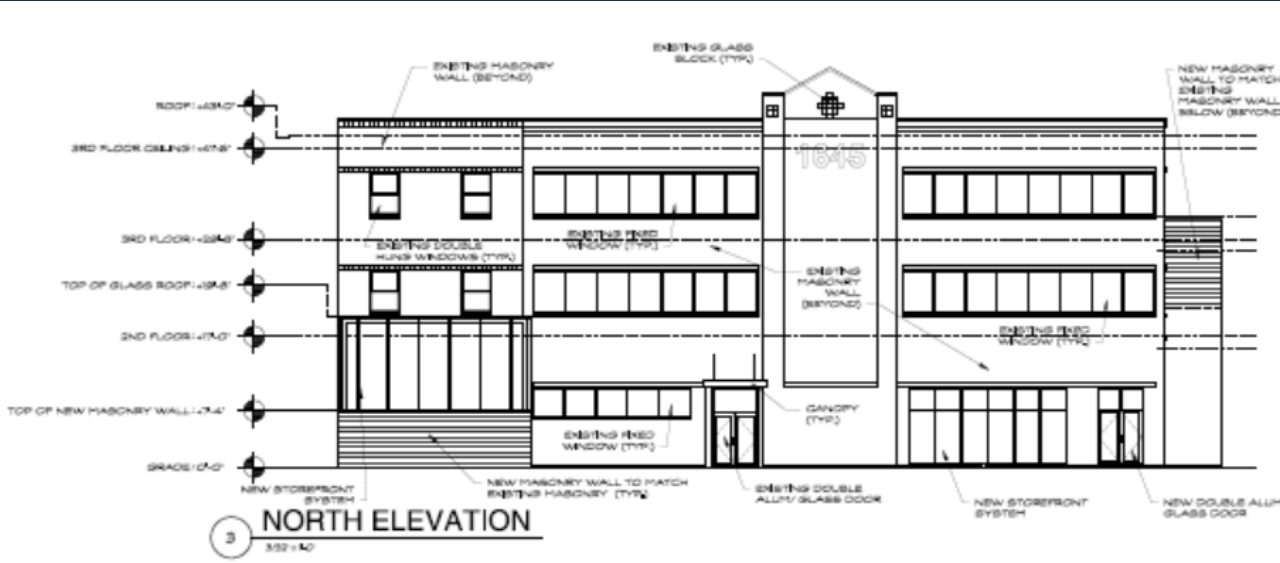 EXISTING GLASS
BLOCK (TYP.)
EXISTING MASONRY
WALL (BEYOND)
NEW MASONRY
WALL TO MATCH
EXISTING
MASONRY WALL
BELOW (BEYOND
ROOF:
3RD FLOOR CEILING:
1645
3RD FLOOR:
EXISTING DOUBLE
HUNG WINDOWS (TYP.)
EXISTING FIXED
WINDOW (TYP.)
EXISTING
MASONRY
WALL
(BEYOND)
TOP OF GLASS ROOF:
2ND FLOOR:
EXISTING FIXED
WINDOW (TYP.)
TOP OF NEW MASONRY WALL:
CANOPY
(TYP.)
EXISTING FIXED
WINDOW (TYP.)
GRADE: 0'-0"
NEW STOREFRONT
SYSTEM
NEW MASONRY WALL TO MATCH
EXISTING MASONRY (TYP.)
EXISTING DOUBLE
ALUM/ GLASS DOOR
NEW STOREFRONT
SYSTEM
NEW DOUBLE ALUM
GLASS DOOR
3 NORTH ELEVATION